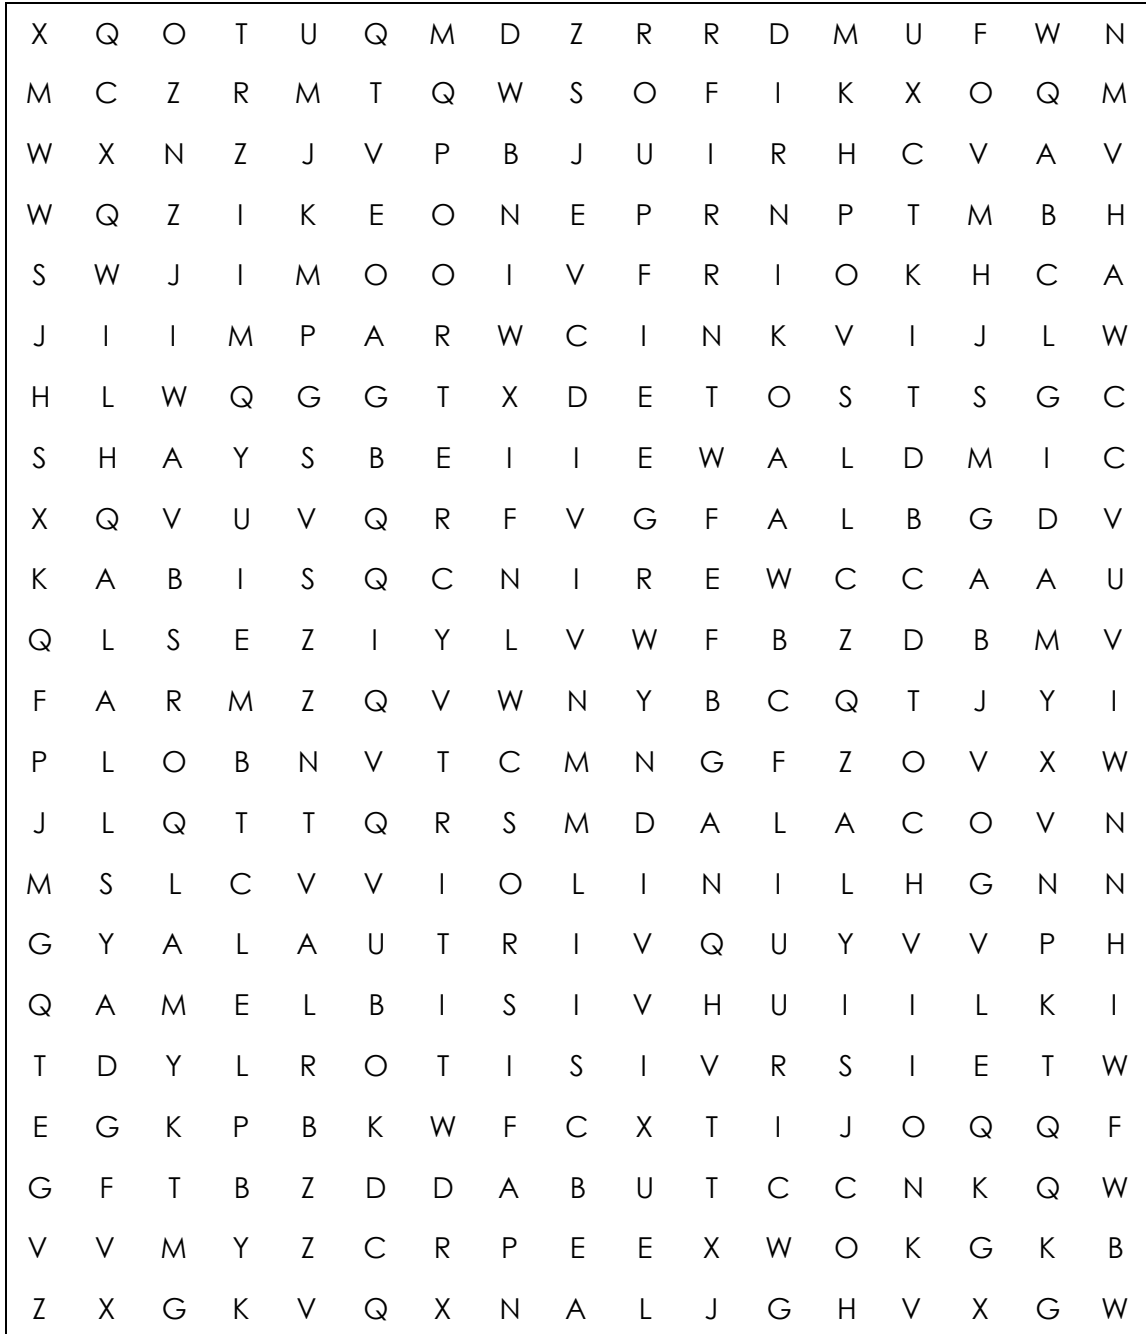 X Q O T U Q M D Z R R D M U F W N
M C Z R M T Q W S O F I K X O Q M
W X N Z J V P B J U I R H C V A V
W Q Z I K E O N E P R N P T M B H
S W J I M O O I V F R I O K H C A
J I I M P A R W C I N K V I J L W
H L W Q G G T X D E T O S T S G C
S H A Y S B E I I E W A L D M I C
X Q V U V Q R F V G F A L B G D V
K A B I S Q C N I R E W C C A A U
Q L S E Z I Y L V W F B Z D B M V
F A R M Z Q V W N Y B C Q T J Y I
P L O B N V T C M N G F Z O V X W
J L Q T T Q R S M D A L A C O V N
M S L C V V I O L I N I L H G N N
G Y A L A U T R I V Q U Y V V P H
Q A M E L B I S I V H U I I L K I
T D Y L R O T I S I V R S I E T W
E G K P B K W F C X T I J O Q Q F
G F T B Z D D A B U T C C N K Q W
V V M Y Z C R P E E X W O K G K B
Z X G K V Q X N A L J G H V X G W